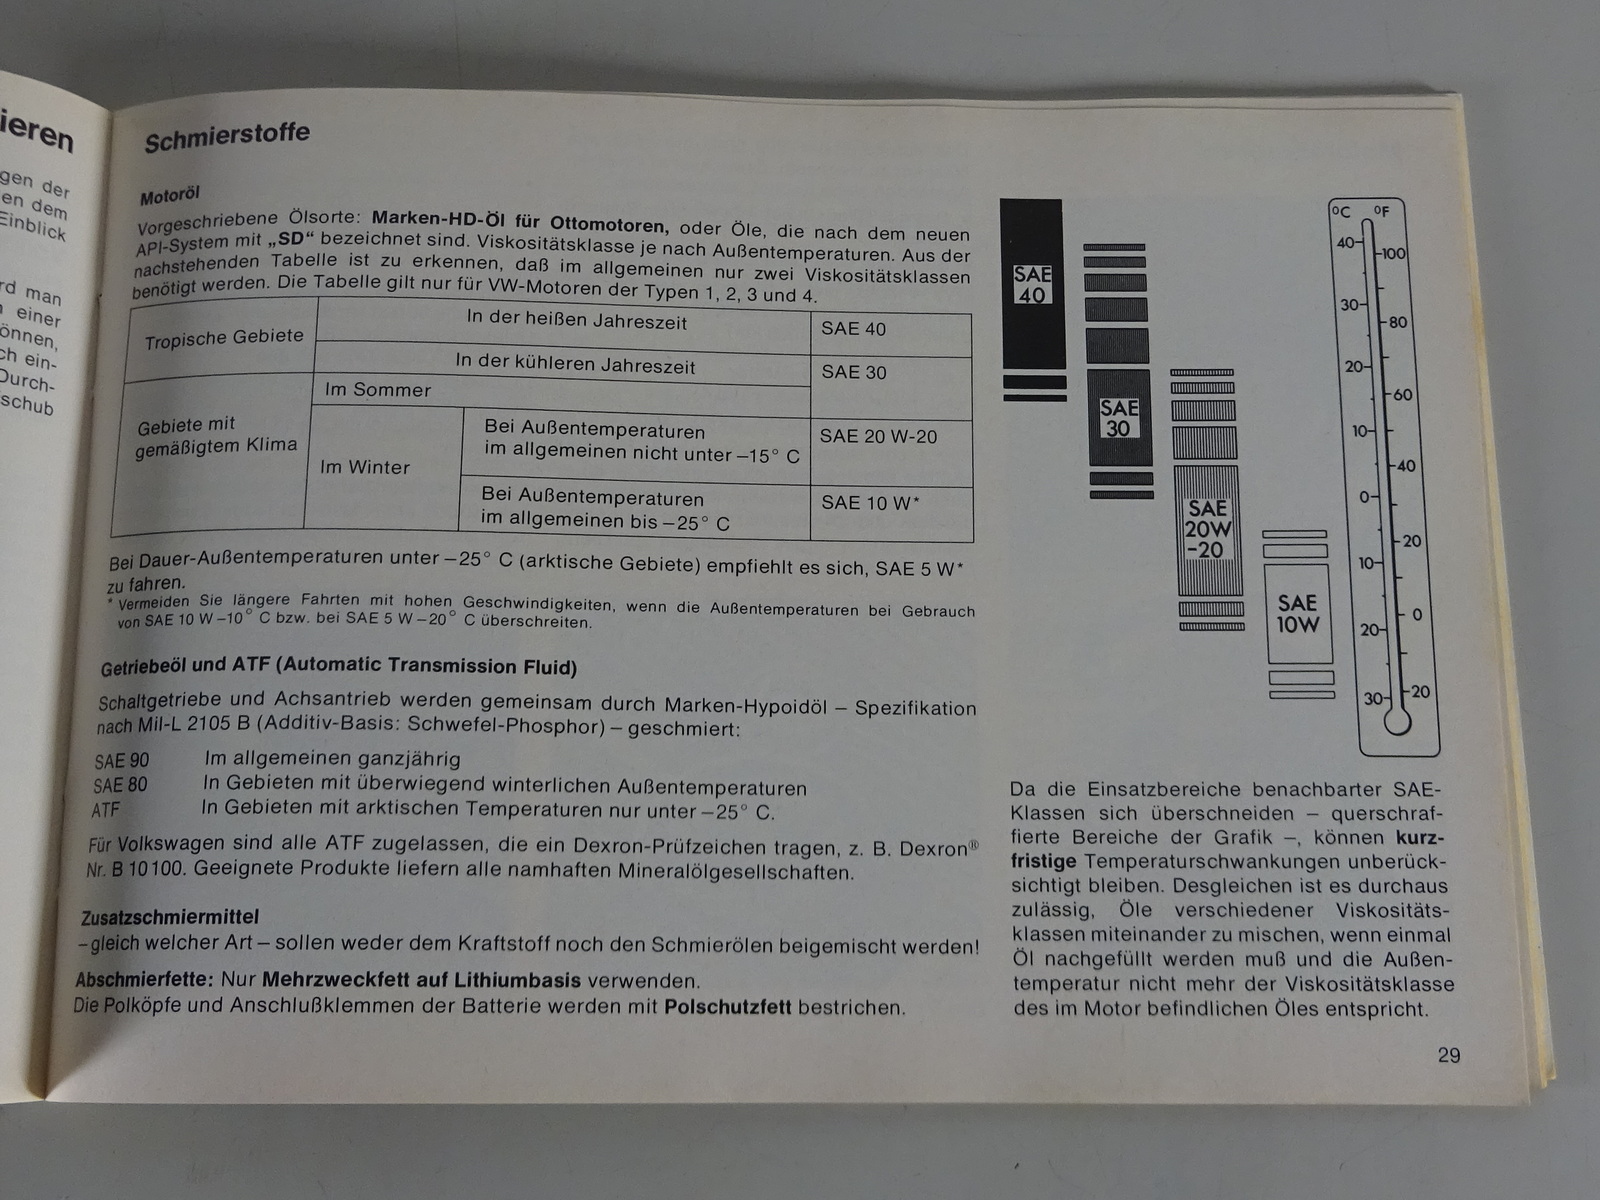 ieren
gen der
en dem
Einblick
rd man
einer
önnen,
ch ein-
Durch-
schub
Schmierstoffe
Motoröl
Vorgeschriebene Ölsorte: Marken-HD-Öl für Ottomotoren, oder Öle, die nach dem neuen
API-System mit „SD“ bezeichnet sind. Viskositätsklasse je nach Außentemperaturen. Aus der
nachstehenden Tabelle ist zu erkennen, daß im allgemeinen nur zwei Viskositätsklassen
benötigt werden. Die Tabelle gilt nur für VW-Motoren der Typen 1, 2, 3 und 4.
Tropische Gebiete
In der heißen Jahreszeit
SAE 40
In der kühleren Jahreszeit
SAE 30
Gebiete mit
gemäßigtem Klima
Im Sommer
Im Winter
Bei Außentemperaturen
im allgemeinen nicht unter –15° C
SAE 20 W-20
Bei Außentemperaturen
im allgemeinen bis –25° C
SAE 10 W*
Bei Dauer-Außentemperaturen unter –25° C (arktische Gebiete) empfiehlt es sich, SAE 5 W*
zu fahren.
* Vermeiden Sie längere Fahrten mit hohen Geschwindigkeiten, wenn die Außentemperaturen bei Gebrauch
von SAE 10 W –10° C bzw. bei SAE 5 W –20° C überschreiten.
Getriebeöl und ATF (Automatic Transmission Fluid)
Schaltgetriebe und Achsantrieb werden gemeinsam durch Marken-Hypoidöl – Spezifikation
nach Mil-L 2105 B (Additiv-Basis: Schwefel-Phosphor) – geschmiert:
SAE 90 Im allgemeinen ganzjährig
SAE 80 In Gebieten mit überwiegend winterlichen Außentemperaturen
ATF In Gebieten mit arktischen Temperaturen nur unter –25° C.
Für Volkswagen sind alle ATF zugelassen, die ein Dexron-Prüfzeichen tragen, z. B. Dexron®
Nr. B 10 100. Geeignete Produkte liefern alle namhaften Mineralölgesellschaften.
Zusatzschmiermittel
– gleich welcher Art – sollen weder dem Kraftstoff noch den Schmierölen beigemischt werden!
Abschmierfette: Nur Mehrzweckfett auf Lithiumbasis verwenden.
Die Polköpfe und Anschlußklemmen der Batterie werden mit Polschutzfett bestrichen.
SAE
40
SAE
30
SAE
20W
-20
SAE
10W
°C °F
40
30
20
10
0
10
20
30
100
80
60
40
20
0
20
Da die Einsatzbereiche benachbarter SAE-
Klassen sich überschneiden – querschraf-
fierte Bereiche der Grafik –, können kurz-
fristige Temperaturschwankungen unberück-
sichtigt bleiben. Desgleichen ist es durchaus
zulässig, Öle verschiedener Viskositäts-
klassen miteinander zu mischen, wenn einmal
Öl nachgefüllt werden muß und die Außen-
temperatur nicht mehr der Viskositätsklasse
des im Motor befindlichen Öles entspricht.
29